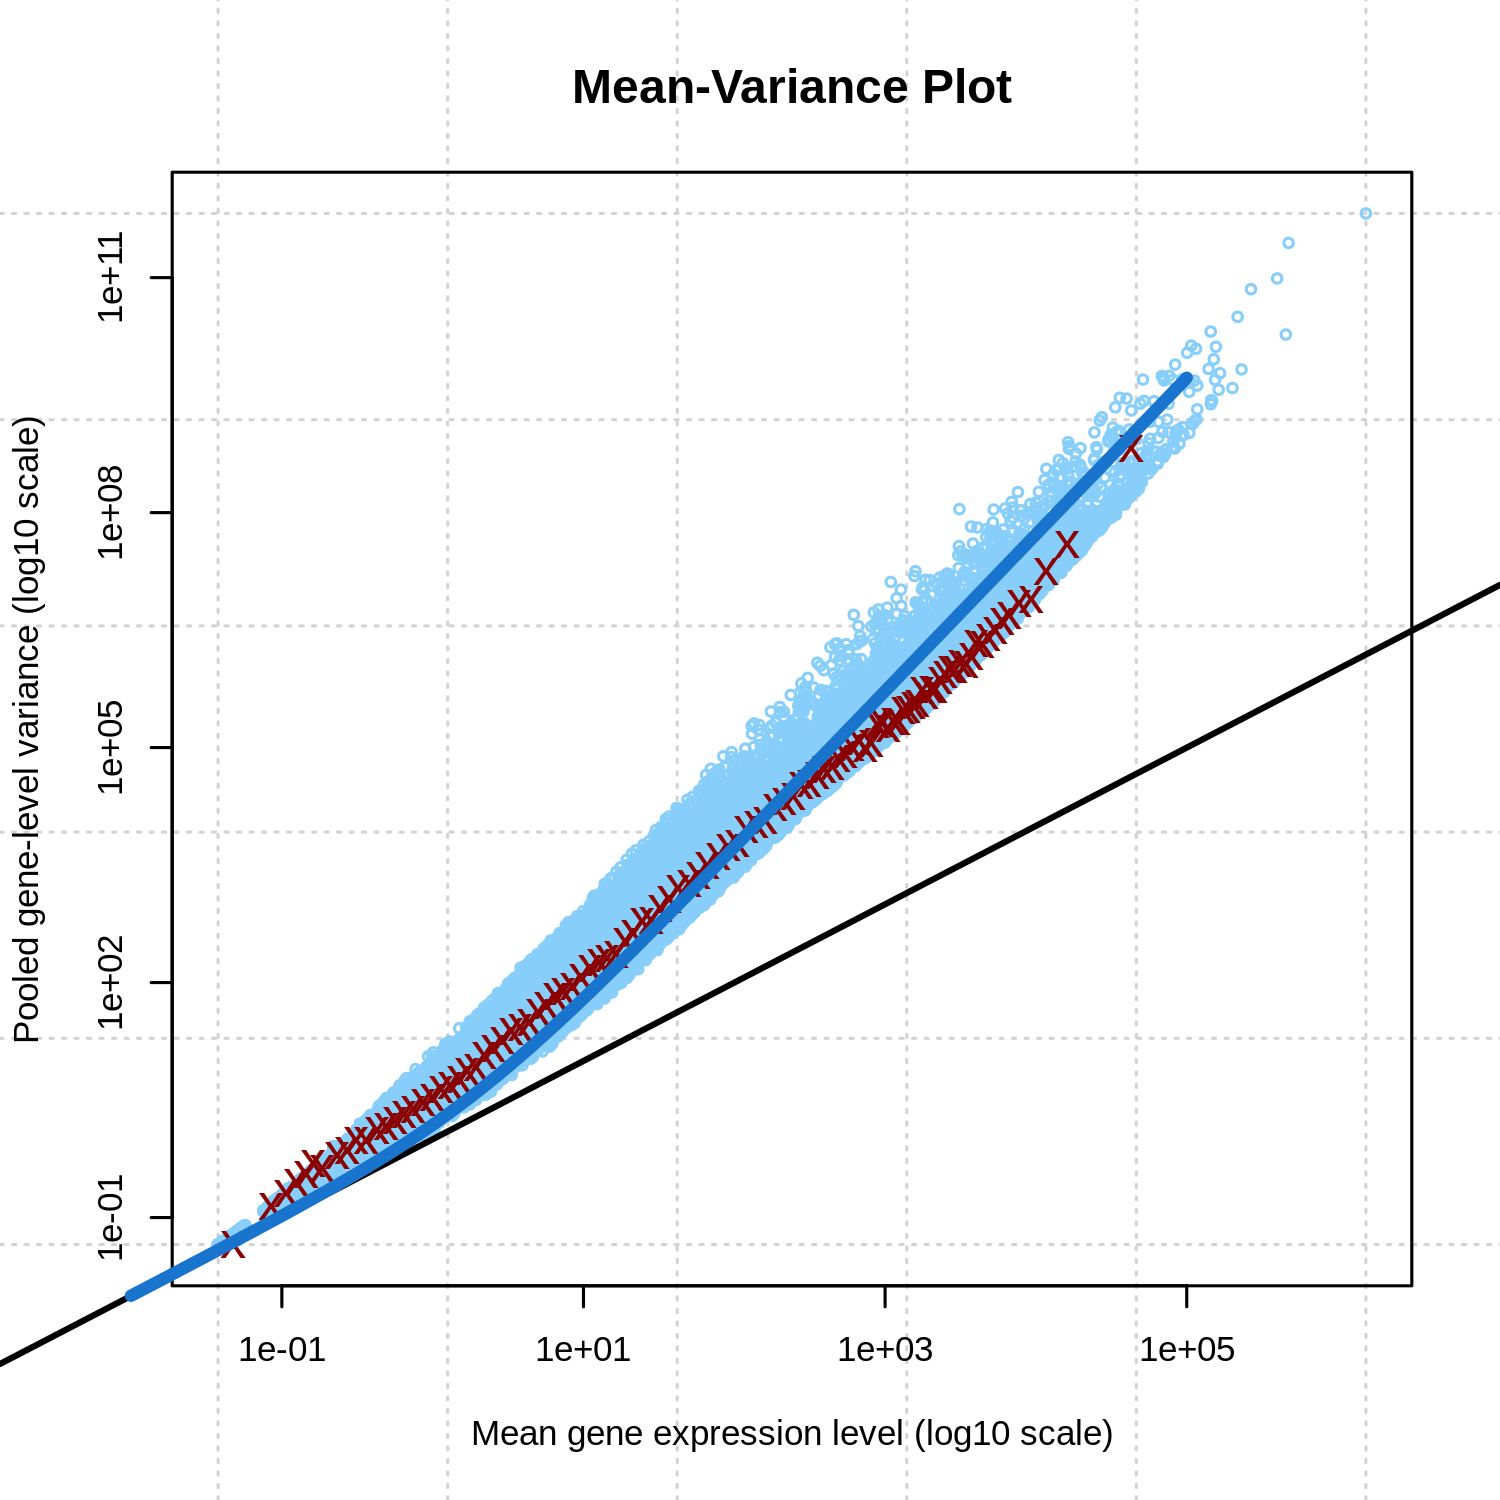 Mean-Variance Plot
Pooled gene-level variance (log10 scale)
1e+11
1e+08
1e+05
1e+02
1e-01
1e-01
1e+01
1e+03
1e+05
Mean gene expression level (log10 scale)